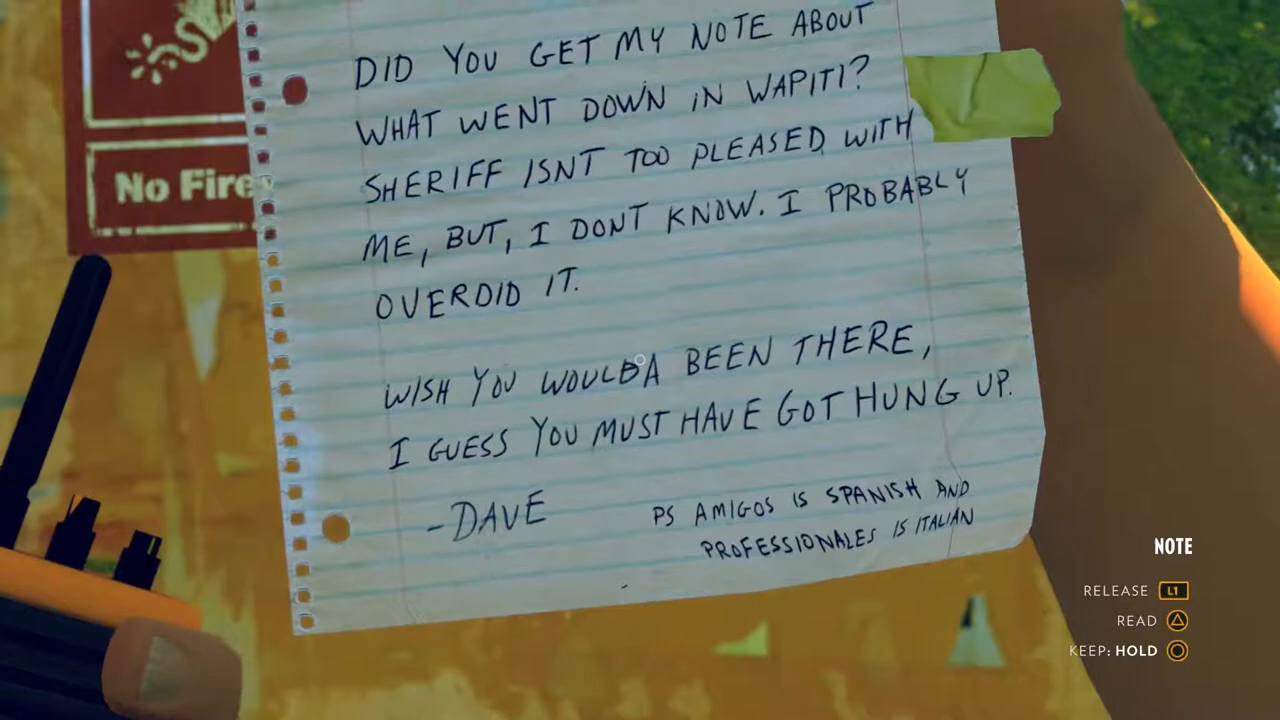 DID YOU GET MY NOTE ABOUT
WHAT WENT DOWN IN WAPITI?
SHERIFF ISNT TOO PLEASED WITH
ME, BUT, I DONT KNOW. I PROBABLY
OVERDID IT.
WISH YOU WOULDA BEEN THERE,
I GUESS YOU MUST HAVE GOT HUNG UP.
-DAVE
PS AMIGOS IS SPANISH AND
PROFESSIONALES IS ITALIAN
No Fire
NOTE
RELEASE L1
READ
KEEP: HOLD